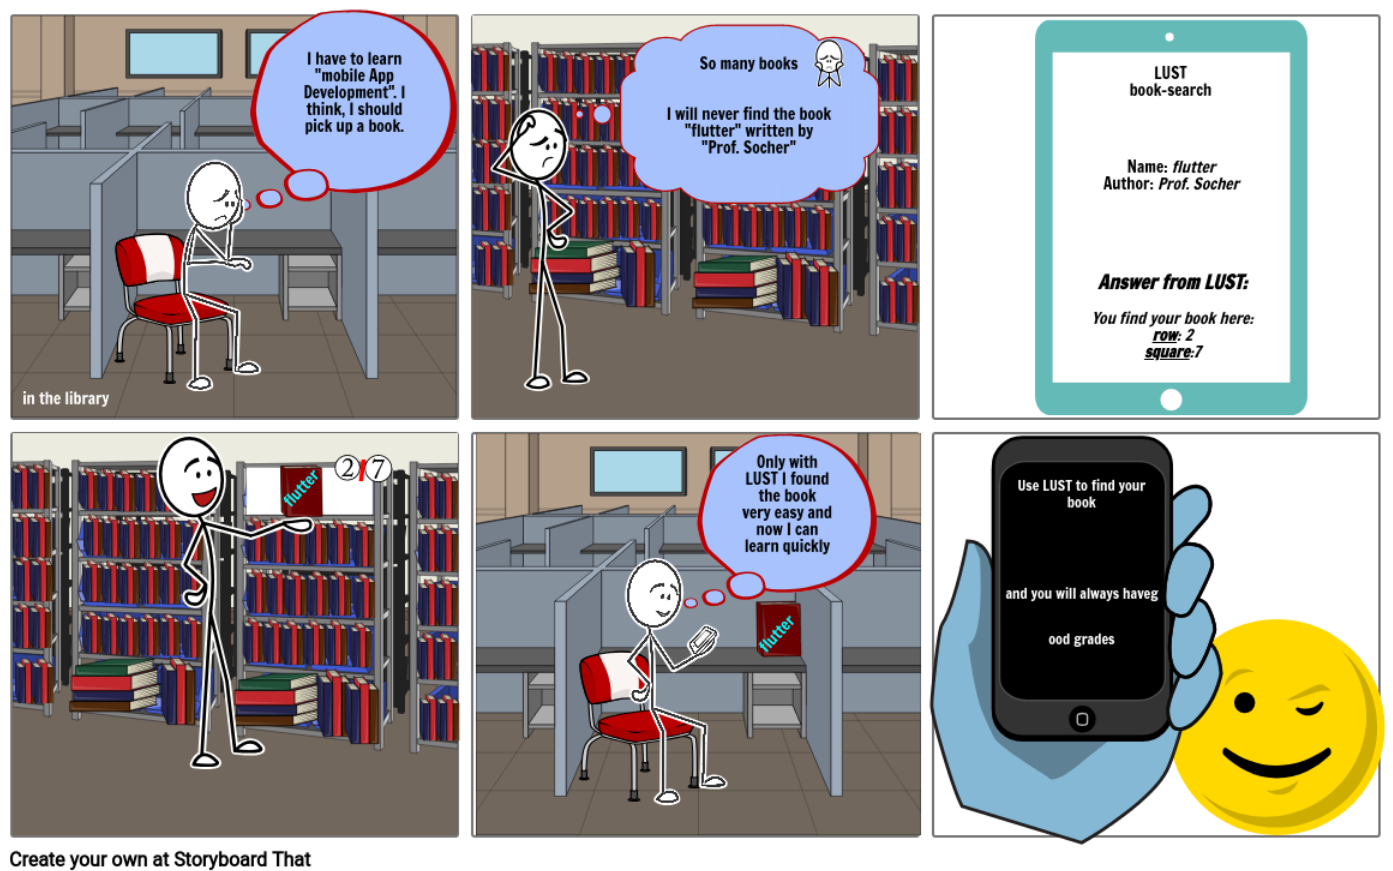 I have to learn
"mobile App
Development". I
think, I should
pick up a book.
in the library
So many books
I will never find the book
"flutter" written by
"Prof. Socher"
LUST
book-search
Name: flutter
Author: Prof. Socher
Answer from LUST:
You find your book here:
row: 2
square:7
flutter
2/7
Only with
LUST I found
the book
very easy and
now I can
learn quickly
flutter
Use LUST to find your
book
and you will always haveg
ood grades
Create your own at Storyboard That